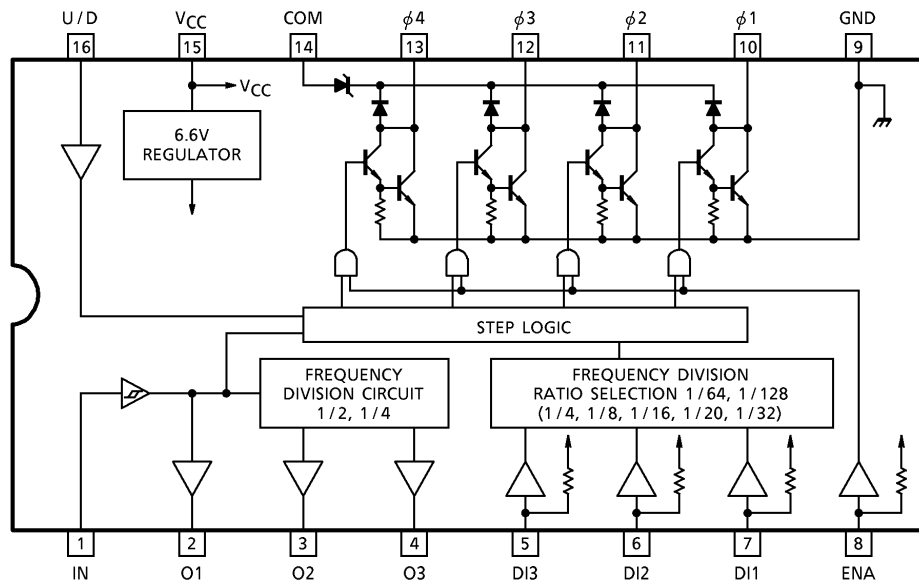 U/D VCC COM ϕ4 ϕ3 ϕ2 ϕ1 GND
16 15 14 13 12 11 10 9
VCC
6.6V
REGULATOR
STEP LOGIC
FREQUENCY
DIVISION CIRCUIT
1/2, 1/4
FREQUENCY DIVISION
RATIO SELECTION 1/64, 1/128
(1/4, 1/8, 1/16, 1/20, 1/32)
1 2 3 4 5 6 7 8
IN O1 O2 O3 DI3 DI2 DI1 ENA